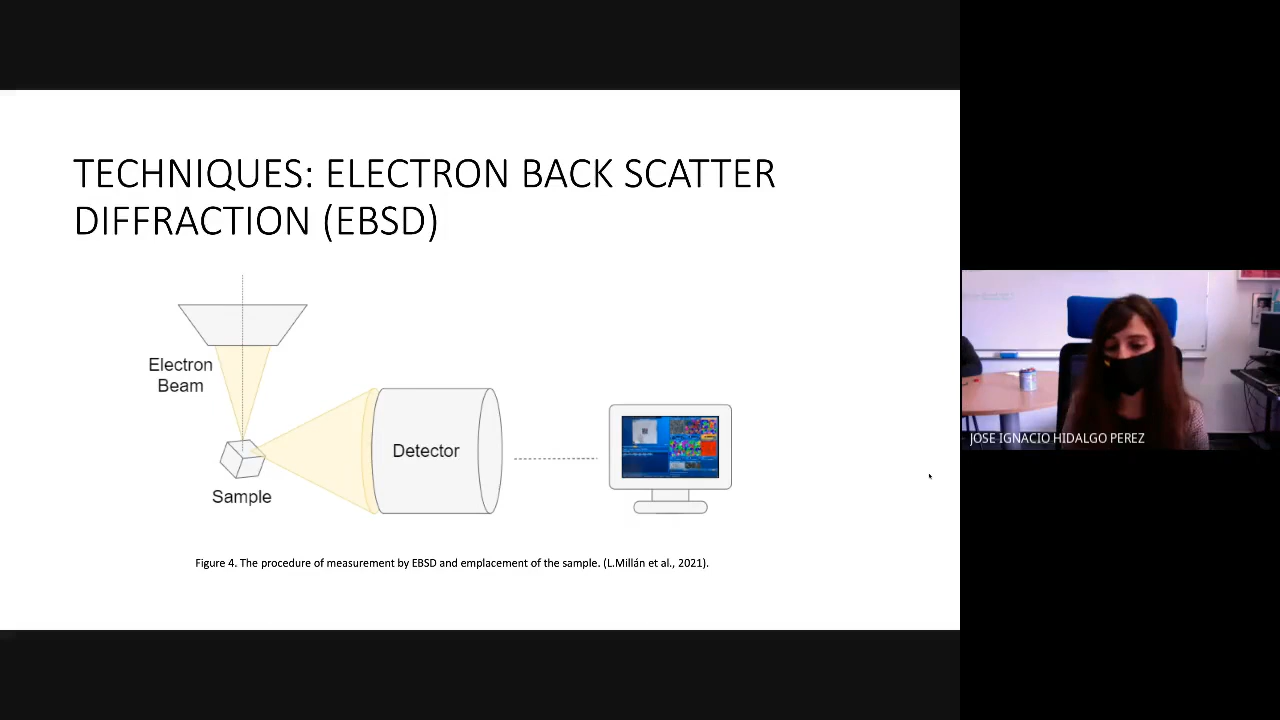 TECHNIQUES: ELECTRON BACK SCATTER
DIFFRACTION (EBSD)
Electron
Beam
Detector
Sample
Figure 4. The procedure of measurement by EBSD and emplacement of the sample. (L.Millán et al., 2021).
JOSE IGNACIO HIDALGO PEREZ